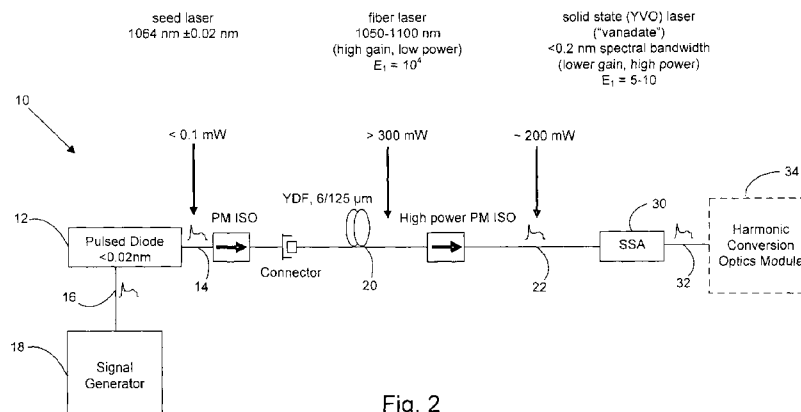 seed laser
1064 nm ±0.02 nm
fiber laser
1050-1100 nm
(high gain, low power)
E₁ = 10⁴
solid state (YVO) laser
("vanadate")
<0.2 nm spectral bandwidth
(lower gain, high power)
E₁ = 5-10
10
< 0.1 mW
> 300 mW
~ 200 mW
34
12
PM ISO
YDF, 6/125 µm
High power PM ISO
30
Pulsed Diode
<0.02nm
SSA
Harmonic
Conversion
Optics Module
Connector
16
14
20
22
32
18
Signal
Generator
Fig. 2